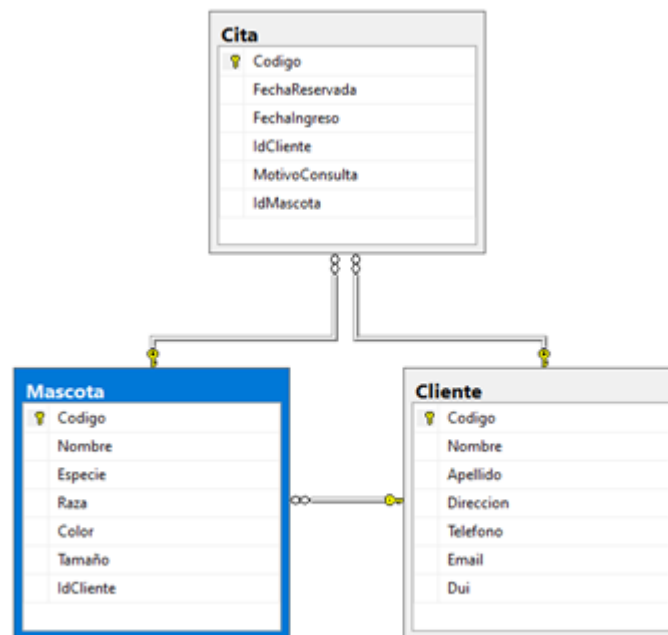 Cita
Codigo
FechaReservada
FechaIngreso
IdCliente
MotivoConsulta
IdMascota
Mascota
Codigo
Nombre
Especie
Raza
Color
Tamaño
IdCliente
Cliente
Codigo
Nombre
Apellido
Direccion
Telefono
Email
Dui